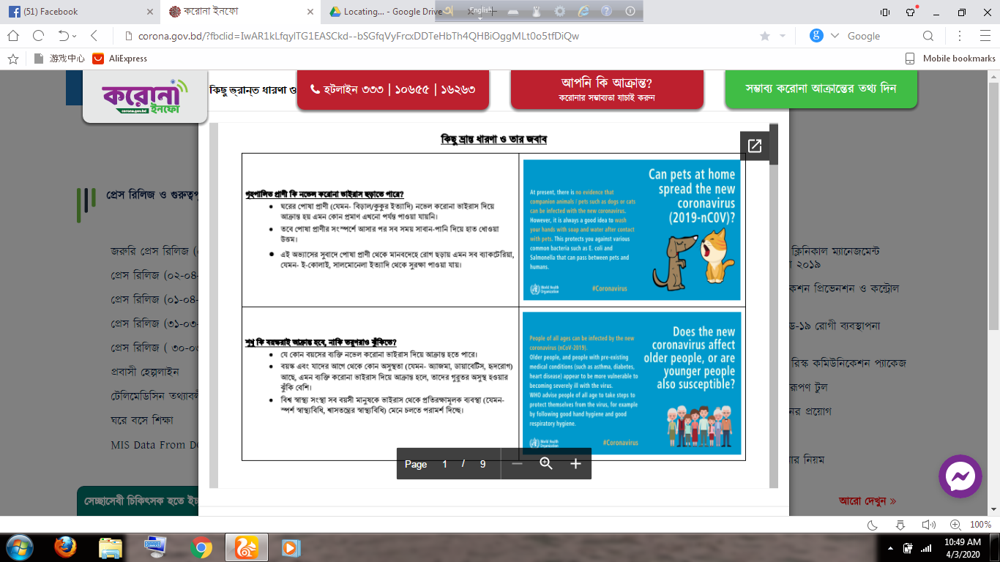 (51) Facebook
করোনা ইনফো
Locating... - Google Drive
English
corona.gov.bd/?fbclid=IwAR1kLfqylTG1EASCkd--bSGfqVyFrcxDDTeHbTh4QHBiOggMLt0o5tfDiQw
Google
游戏中心
AliExpress
Mobile bookmarks
করোনা
ইনফো
corona.gov.bd
কিছু ভ্রান্ত ধারণা ও
হটলাইন ৩৩৩ | ১০৬৫৫ | ১৬২৬৩
আপনি কি আক্রান্ত?
করোনার সম্ভাব্যতা যাচাই করুন
সম্ভাব্য করোনা আক্রান্তের তথ্য দিন
কিছু ভ্রান্ত ধারণা ও তার জবাব
গৃহপালিত প্রাণী কি নভেল করোনা ভাইরাস ছড়াতে পারে?
● ঘরের পোষা প্রাণী (যেমন- বিড়াল/কুকুর ইত্যাদি) নভেল করোনা ভাইরাস দিয়ে
আক্রান্ত হয় এমন কোন প্রমাণ এখনো পর্যন্ত পাওয়া যায়নি।
● তবে পোষা প্রাণীর সংস্পর্শে আসার পর সব সময় সাবান-পানি দিয়ে হাত ধোওয়া
উত্তম।
● এই অভ্যাসের সুবাদে পোষা প্রাণী থেকে মানবদেহে রোগ ছড়ায় এমন সব ব্যাকটেরিয়া,
যেমন- ই-কোলাই, সালমোনেলা ইত্যাদি থেকে সুরক্ষা পাওয়া যায়।
Can pets at home
spread the new
coronavirus
(2019-nCOV)?
At present, there is no evidence that
companion animals / pets such as dogs or cats
can be infected with the new coronavirus.
However, it is always a good idea to wash
your hands with soap and water after contact
with pets. This protects you against various
common bacteria such as E. coli and
Salmonella that can pass between pets and
humans.
World Health
Organization
#Coronavirus
শুধু কি বয়স্করাই আক্রান্ত হবে, নাকি তরুণরাও ঝুঁকিতে?
● যে কোন বয়সের ব্যক্তি নভেল করোনা ভাইরাস দিয়ে আক্রান্ত হতে পারে।
● বয়স্ক এবং যাদের আগে থেকে কোন অসুস্থতা (যেমন- অ্যাজমা, ডায়াবেটিস, হৃদরোগ)
আছে, এমন ব্যক্তি করোনা ভাইরাস দিয়ে আক্রান্ত হলে, তাদের গুরুতর অসুস্থ হওয়ার
ঝুঁকি বেশি।
● বিশ্ব স্বাস্থ্য সংস্থা সব বয়সী মানুষকে ভাইরাস থেকে প্রতিরক্ষামূলক ব্যবস্থা (যেমন-
স্পর্শ স্বাস্থ্যবিধি, শ্বাসতন্ত্রের স্বাস্থ্যবিধি) মেনে চলতে পরামর্শ দিচ্ছে।
Does the new
coronavirus affect
older people, or are
younger people
also susceptible?
People of all ages can be infected by the new
coronavirus (nCoV-2019).
Older people, and people with pre-existing
medical conditions (such as asthma, diabetes,
heart disease) appear to be more vulnerable to
becoming severely ill with the virus.
WHO advise people of all age to take steps to
protect themselves from the virus, for example
by following good hand hygiene and good
respiratory hygiene.
World Health
Organization
#Coronavirus
Page 1 / 9
প্রেস রিলিজ ও গুরুত্বপূ
জরুরি প্রেস রিলিজ (
প্রেস রিলিজ (০২-০৪-
প্রেস রিলিজ (০১-০৪-
প্রেস রিলিজ (৩১-০৩-
প্রেস রিলিজ ( ৩০-০৩
প্রবাসী হেল্পলাইন
টেলিমেডিসিন তথ্যাবলী
ঘরে বসে শিক্ষা
MIS Data From DG
ক্লিনিকাল ম্যানেজমেন্ট
২০১৯
কশন প্রিভেনশন ও কন্ট্রোল
ড-১৯ রোগী ব্যবস্থাপনা
রিস্ক কমিউনিকেশন প্যাকেজ
রূপণ টুল
নের প্রয়োগ
ার নিয়ম
সেচ্ছাসেবী চিকিৎসক হতে ইচ্
আরো দেখুন »
100%
10:49 AM
4/3/2020